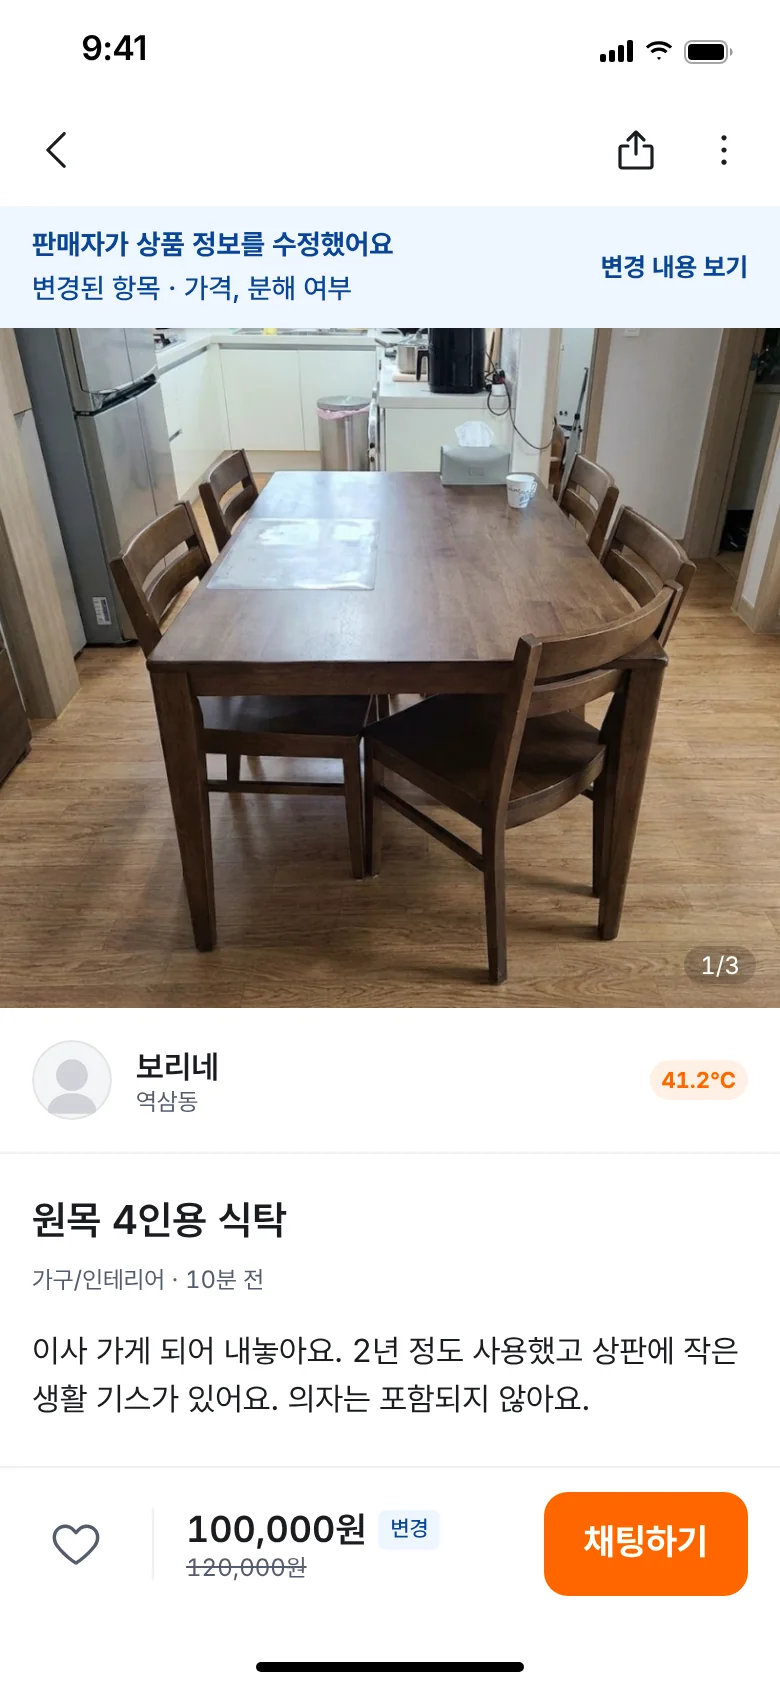 9:41
판매자가 상품 정보를 수정했어요
변경된 항목 · 가격, 분해 여부
변경 내용 보기
1/3
보리네
역삼동
41.2°C
원목 4인용 식탁
가구/인테리어 · 10분 전
이사 가게 되어 내놓아요. 2년 정도 사용했고 상판에 작은
생활 기스가 있어요. 의자는 포함되지 않아요.
100,000원 변경
120,000원
채팅하기